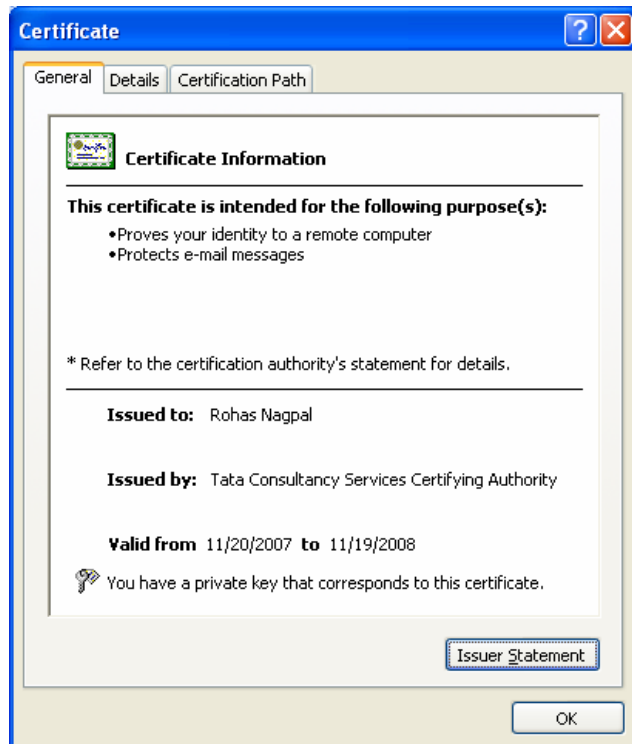 Certificate
General Details Certification Path
Certificate Information
This certificate is intended for the following purpose(s):
•Proves your identity to a remote computer
•Protects e-mail messages
* Refer to the certification authority's statement for details.
Issued to: Rohas Nagpal
Issued by: Tata Consultancy Services Certifying Authority
Valid from 11/20/2007 to 11/19/2008
You have a private key that corresponds to this certificate.
Issuer Statement
OK